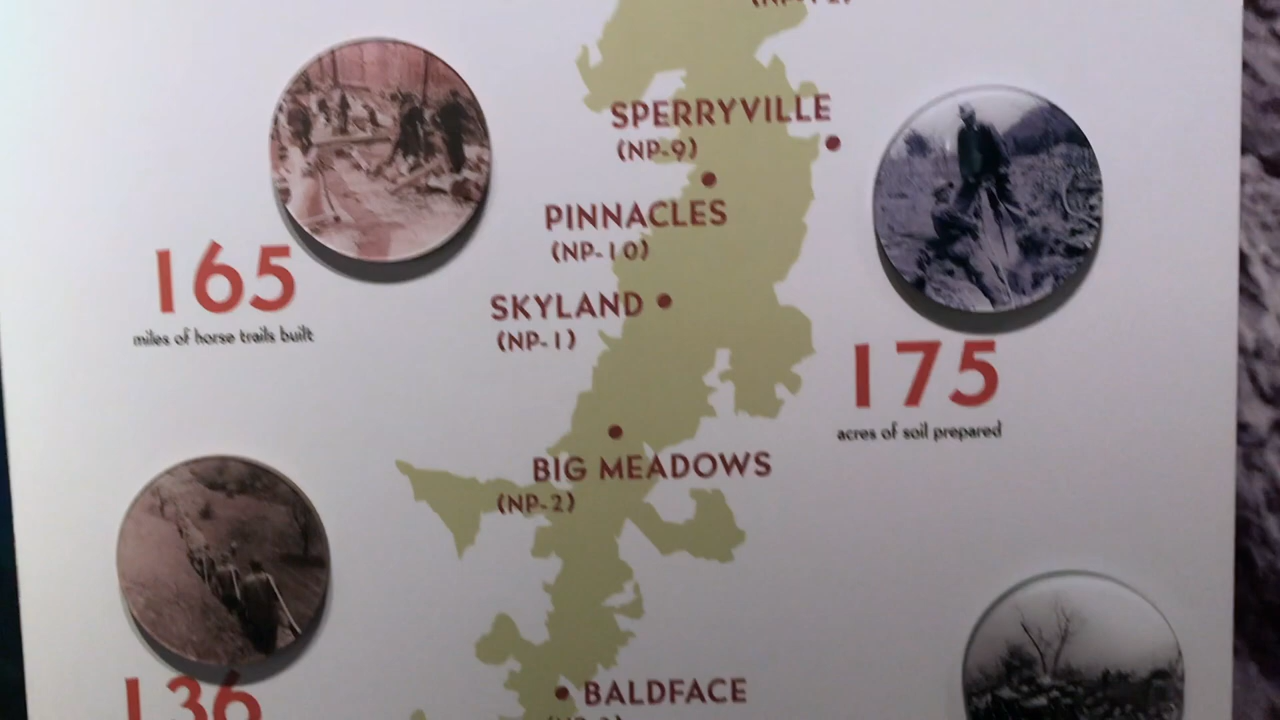 SPERRYVILLE
(NP-9)
PINNACLES
(NP-10)
165
miles of horse trails built
SKYLAND
(NP-1)
175
acres of soil prepared
BIG MEADOWS
(NP-2)
136
BALDFACE